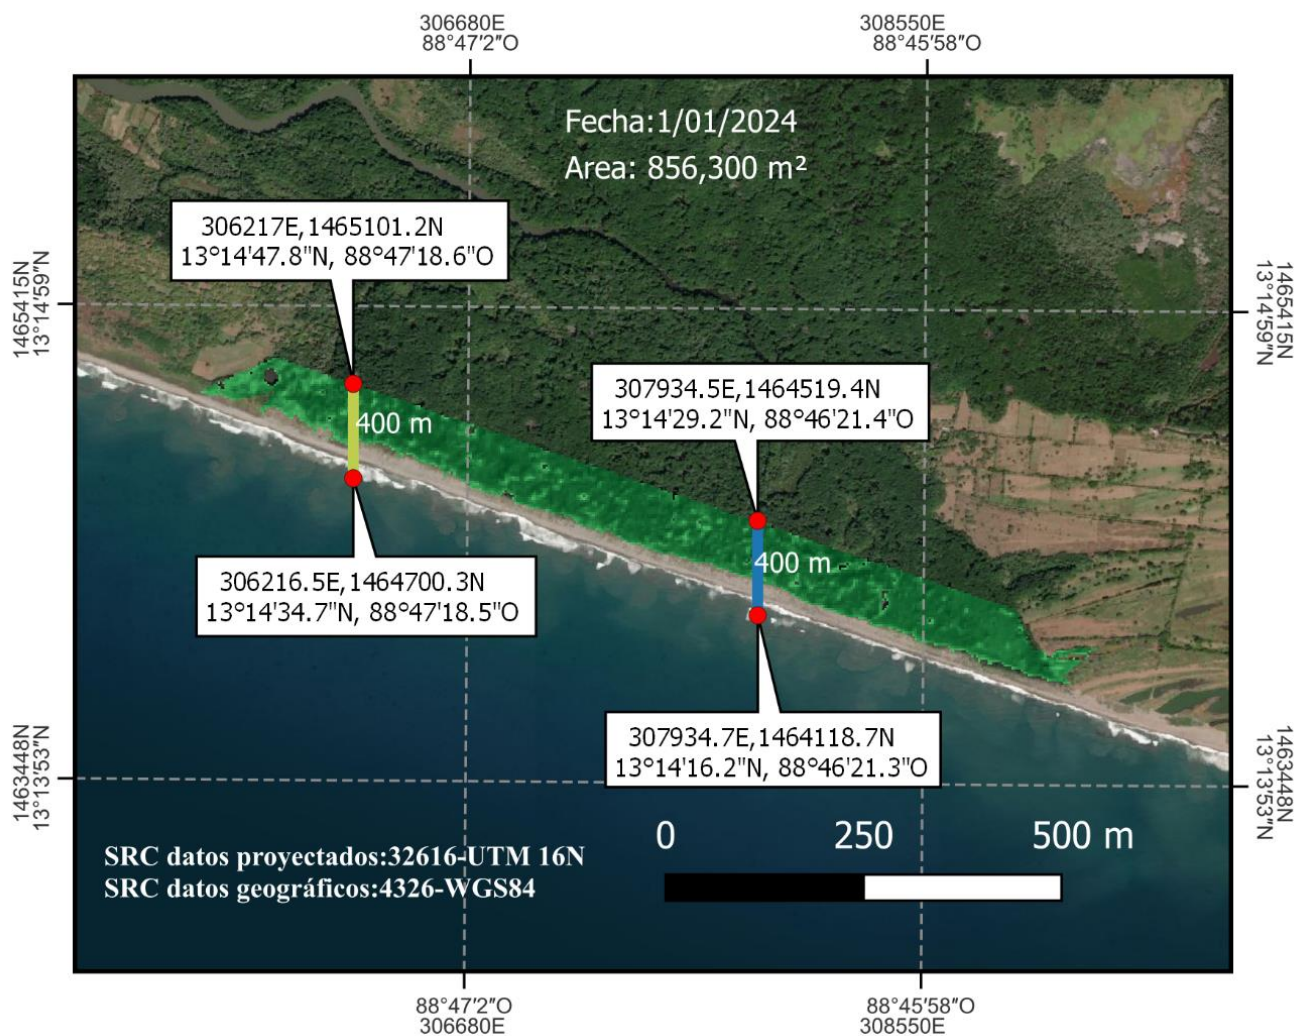 306680E
88°47'2"O
308550E
88°45'58"O
Fecha:1/01/2024
Area: 856,300 m²
306217E,1465101.2N
13°14'47.8"N, 88°47'18.6"O
1465415N
13°14'59"N
1465415N
13°14'59"N
307934.5E,1464519.4N
13°14'29.2"N, 88°46'21.4"O
400 m
400 m
306216.5E,1464700.3N
13°14'34.7"N, 88°47'18.5"O
307934.7E,1464118.7N
13°14'16.2"N, 88°46'21.3"O
1463448N
13°13'53"N
1463448N
13°13'53"N
0 250 500 m
SRC datos proyectados:32616-UTM 16N
SRC datos geográficos:4326-WGS84
88°47'2"O
306680E
88°45'58"O
308550E